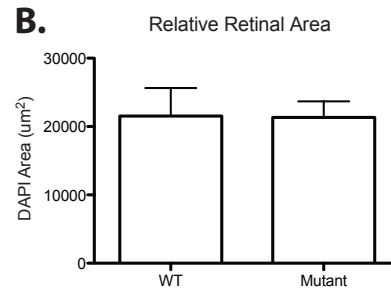 B.
Relative Retinal Area
DAPI Area (um²)
30000
20000
10000
0
WT
Mutant